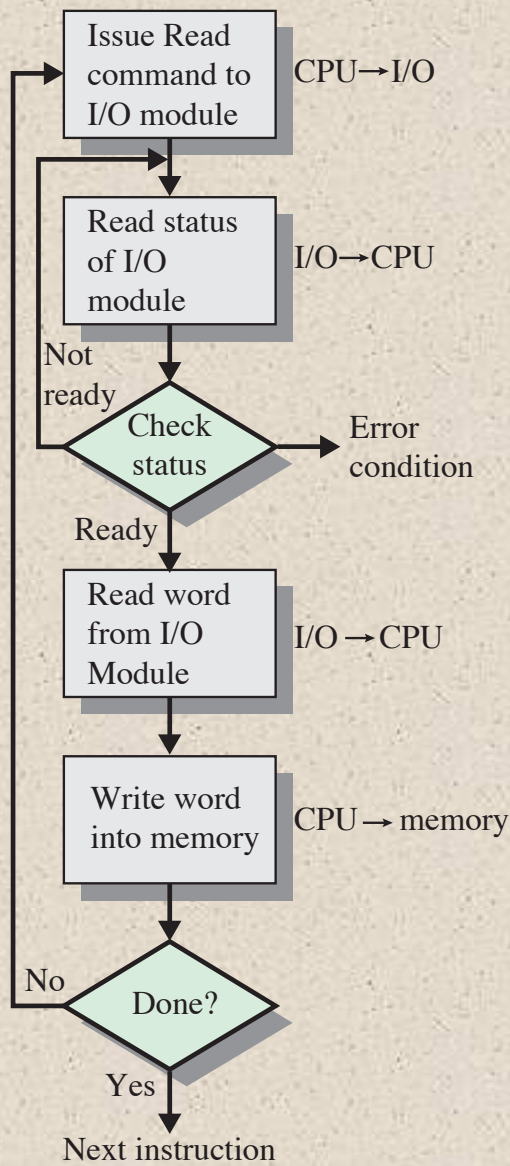 Issue Read
command to
I/O module
CPU→I/O
Read status
of I/O
module
I/O→CPU
Not
ready
Check
status
Error
condition
Ready
Read word
from I/O
Module
I/O → CPU
Write word
into memory
CPU → memory
No
Done?
Yes
Next instruction